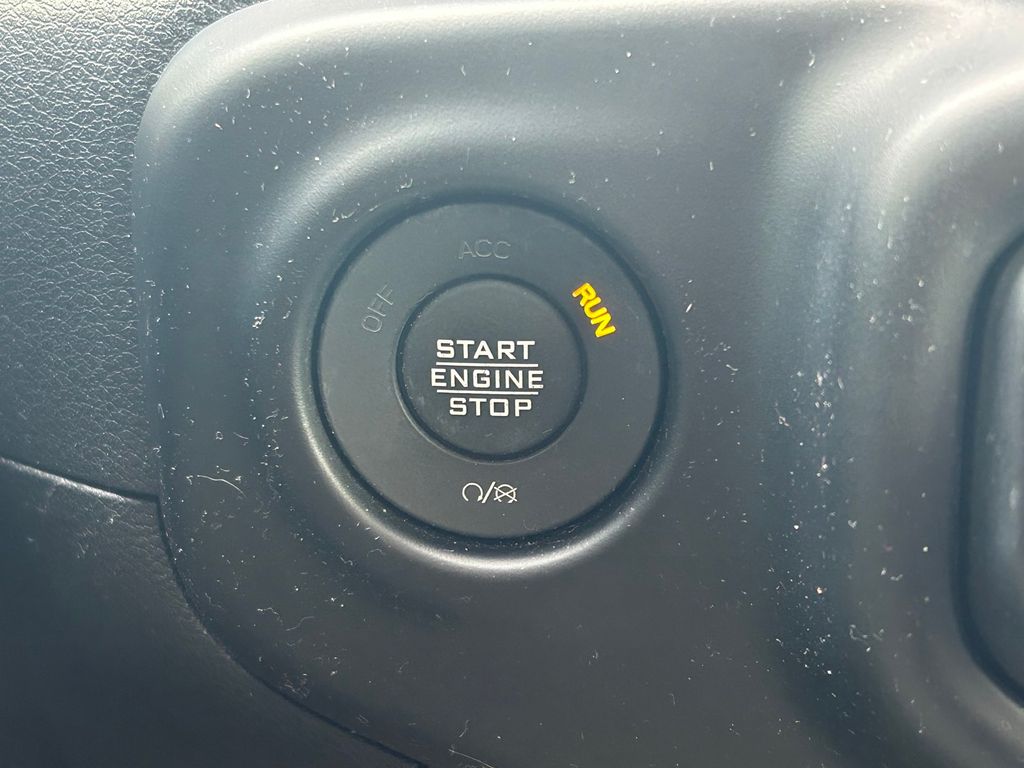 ACC
OFF
RUN
START
ENGINE
STOP